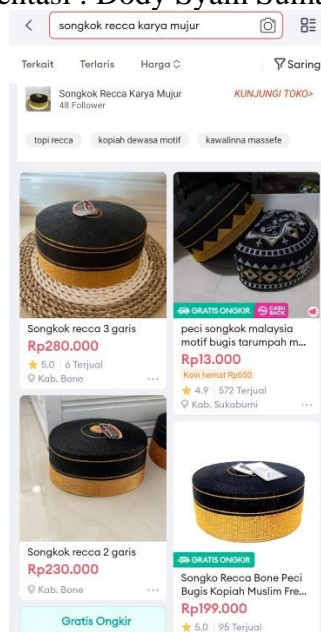 songkok recca karya mujur
Terkait Terlaris Harga Saring
Songkok Recca Karya Mujur
48 Follower
KUNJUNGI TOKO>
topi recca kopiah dewasa motif kawalinna massefe
Songkok recca 3 garis
Rp280.000
5.0 6 Terjual
Kab. Bone
GRATIS ONGKIR CASH BACK
peci songkok malaysia
motif bugis tarumpah m...
Rp13.000
Koin hemat Rp650
4.9 572 Terjual
Kab. Sukabumi
Songkok recca 2 garis
Rp230.000
Kab. Bone
Gratis Ongkir
GRATIS ONGKIR
Songko Recca Bone Peci
Bugis Kopiah Muslim Fre...
Rp199.000
5.0 95 Terjual